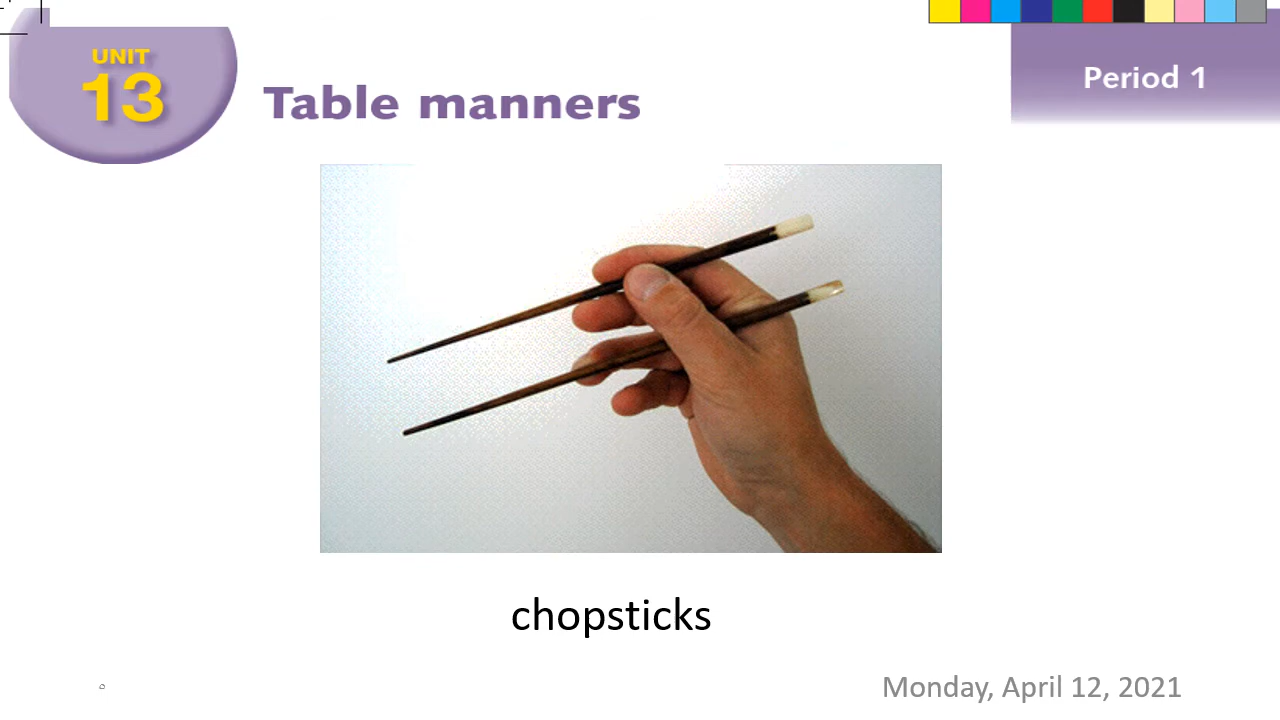 UNIT
13
Table manners
Period 1
chopsticks
Monday, April 12, 2021